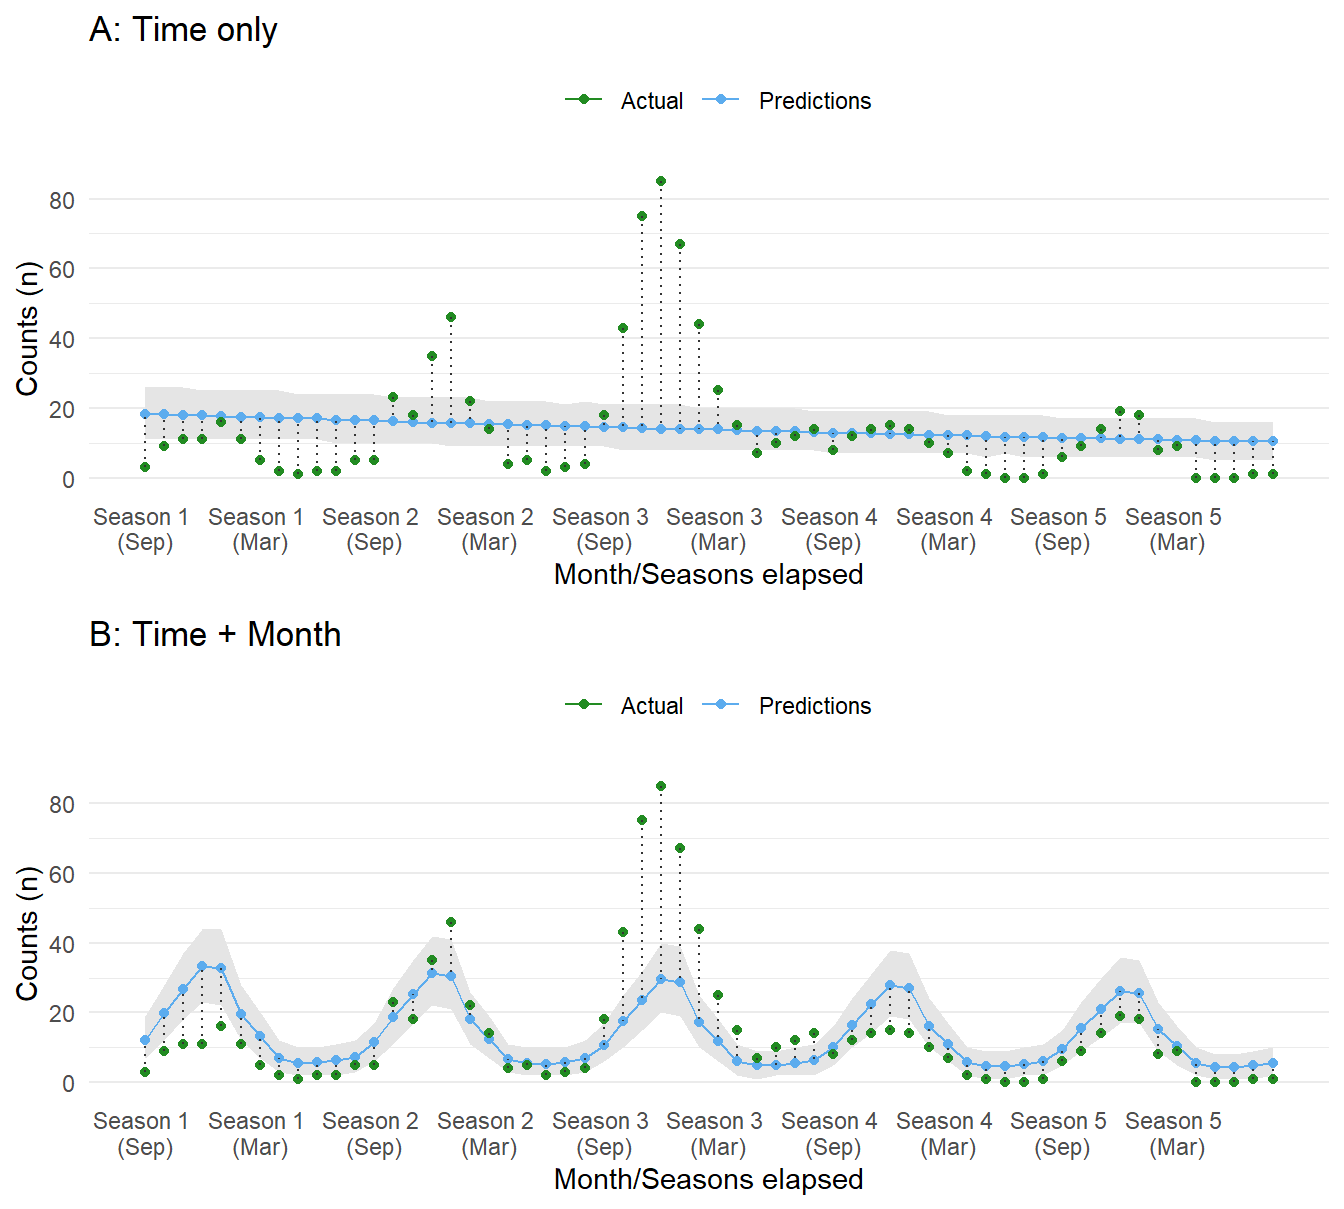 A: Time only
Actual Predictions
80
60
40
20
0
Counts (n)
Season 1 Season 1 Season 2 Season 2 Season 3 Season 3 Season 4 Season 4 Season 5 Season 5
(Sep) (Mar) (Sep) (Mar) (Sep) (Mar) (Sep) (Mar) (Sep) (Mar)
Month/Seasons elapsed
B: Time + Month
Actual Predictions
80
60
40
20
0
Counts (n)
Season 1 Season 1 Season 2 Season 2 Season 3 Season 3 Season 4 Season 4 Season 5 Season 5
(Sep) (Mar) (Sep) (Mar) (Sep) (Mar) (Sep) (Mar) (Sep) (Mar)
Month/Seasons elapsed